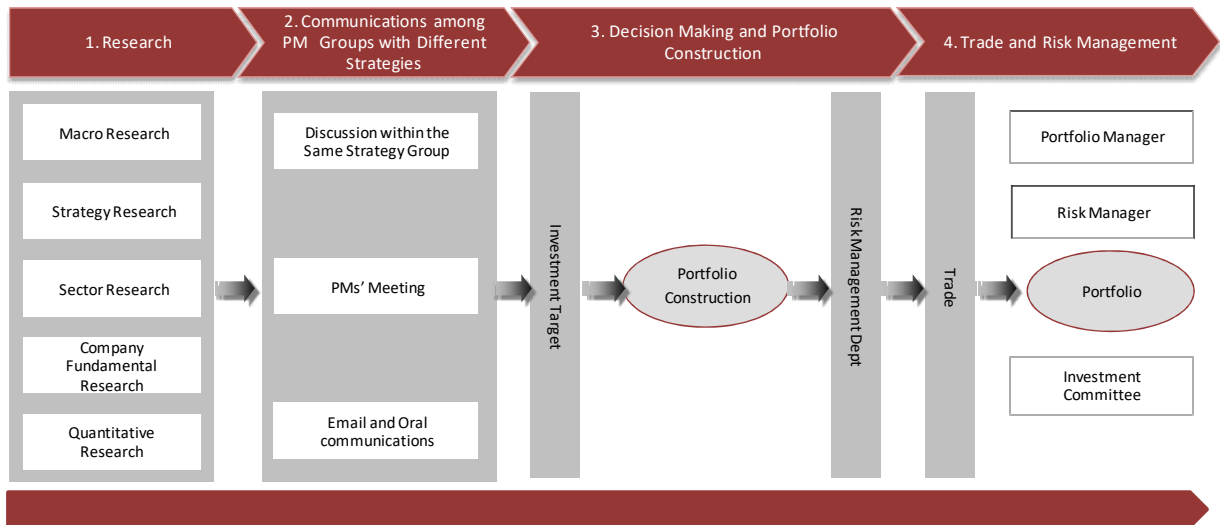 1. Research
2. Communications among
PM Groups with Different
Strategies
3. Decision Making and Portfolio
Construction
4. Trade and Risk Management
Macro Research
Strategy Research
Sector Research
Company
Fundamental
Research
Quantitative
Research
Discussion within the
Same Strategy Group
PMs' Meeting
Email and Oral
communications
Investment Target
Portfolio
Construction
Risk Management Dept
Trade
Portfolio Manager
Risk Manager
Portfolio
Investment
Committee